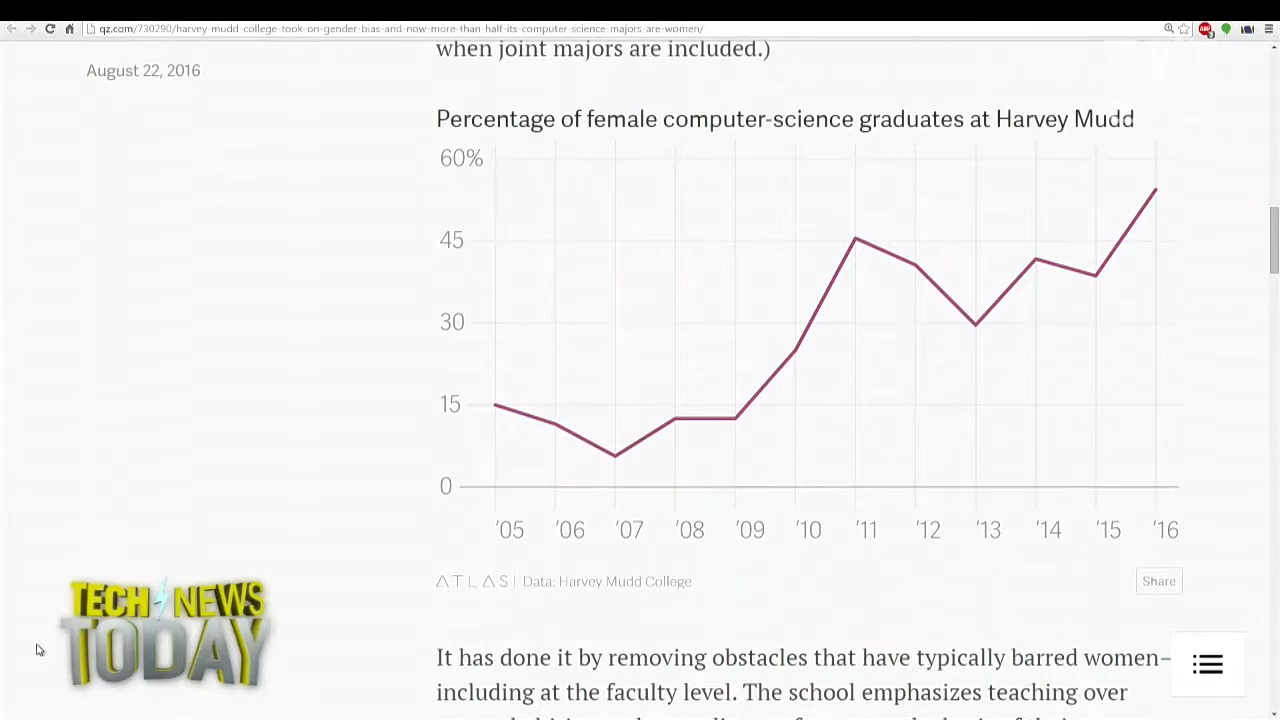 qz.com/730290/harvey-mudd-college-took-on-gender-bias-and-now-more-than-half-its-computer-science-majors-are-women/
when joint majors are included.)
August 22, 2016
Percentage of female computer-science graduates at Harvey Mudd
60%
45
30
15
0
'05 '06 '07 '08 '09 '10 '11 '12 '13 '14 '15 '16
ATLAS | Data: Harvey Mudd College
Share
TECH NEWS
TODAY
It has done it by removing obstacles that have typically barred women–
including at the faculty level. The school emphasizes teaching over